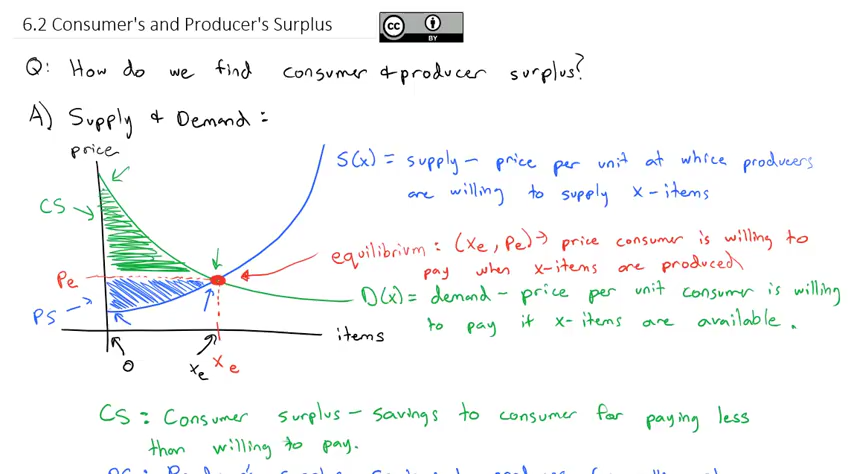 6.2 Consumer's and Producer's Surplus
cc BY
Q: How do we find consumer & producer surplus?
A) Supply & Demand:
price
S(x) = supply - price per unit at whice producers
are willing to supply x-items
CS
equilibrium: (xe, Pe) → price consumer is willing to
pay when x-items are produced
Pe
D(x) = demand - price per unit consumer is willing
to pay if x-items are available.
PS
items
0
xe
xe
CS: Consumer surplus - savings to consumer for paying less
than willing to pay.